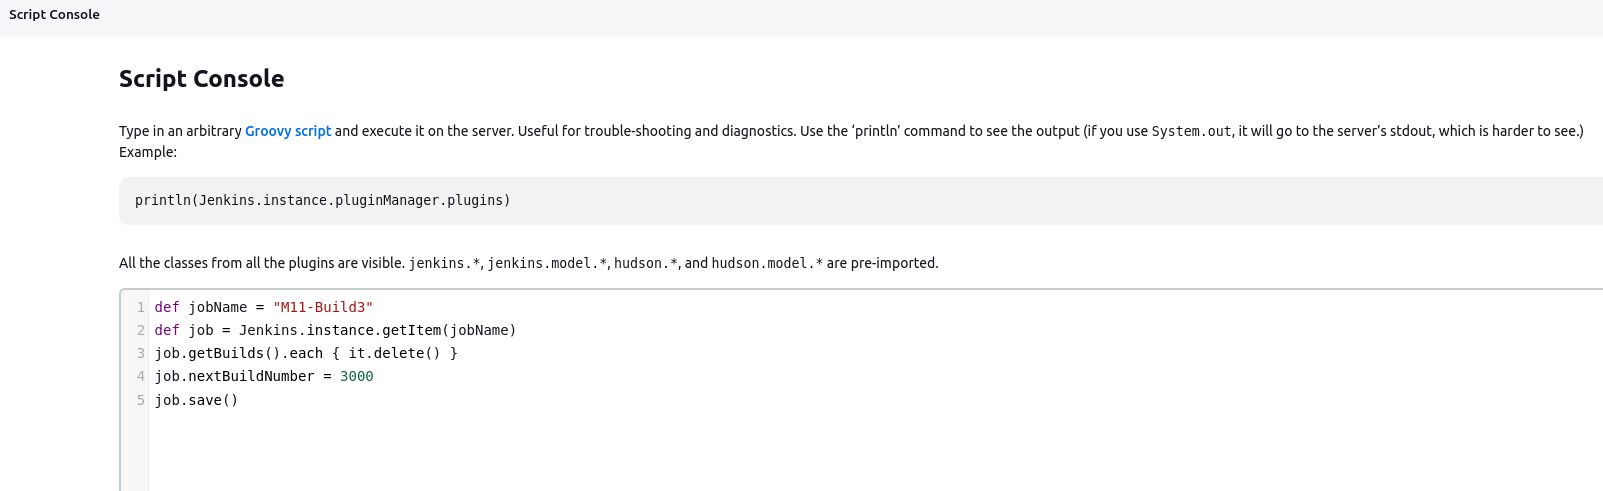 Script Console
Script Console
Type in an arbitrary Groovy script and execute it on the server. Useful for trouble-shooting and diagnostics. Use the ‘println’ command to see the output (if you use System.out, it will go to the server’s stdout, which is harder to see.)
Example:
println(Jenkins.instance.pluginManager.plugins)
All the classes from all the plugins are visible. jenkins.*, jenkins.model.*, hudson.*, and hudson.model.* are pre-imported.
1 def jobName = "M11-Build3"
2 def job = Jenkins.instance.getItem(jobName)
3 job.getBuilds().each { it.delete() }
4 job.nextBuildNumber = 3000
5 job.save()